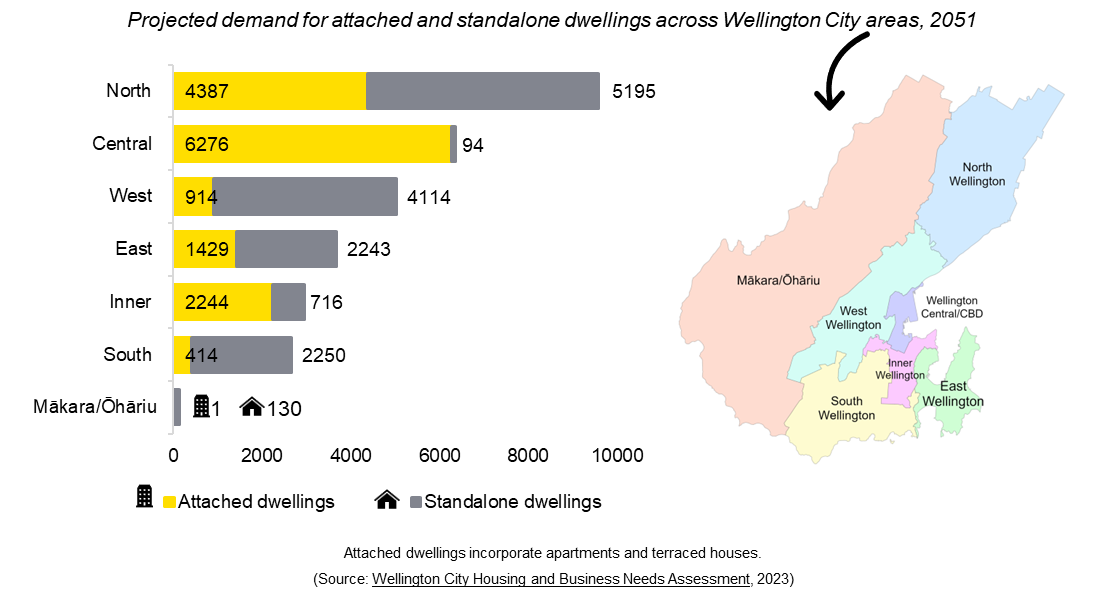 Projected demand for attached and standalone dwellings across Wellington City areas, 2051
North 4387 5195
Central 6276 94
West 914 4114
East 1429 2243
Inner 2244 716
South 414 2250
Mākara/Ōhāriu 1 130
0 2000 4000 6000 8000 10000
Attached dwellings Standalone dwellings
North
Wellington
Mākara/Ōhāriu
Wellington
Central/CBD
West
Wellington
Inner
Wellington
East
Wellington
South
Wellington
Attached dwellings incorporate apartments and terraced houses.
(Source: Wellington City Housing and Business Needs Assessment, 2023)